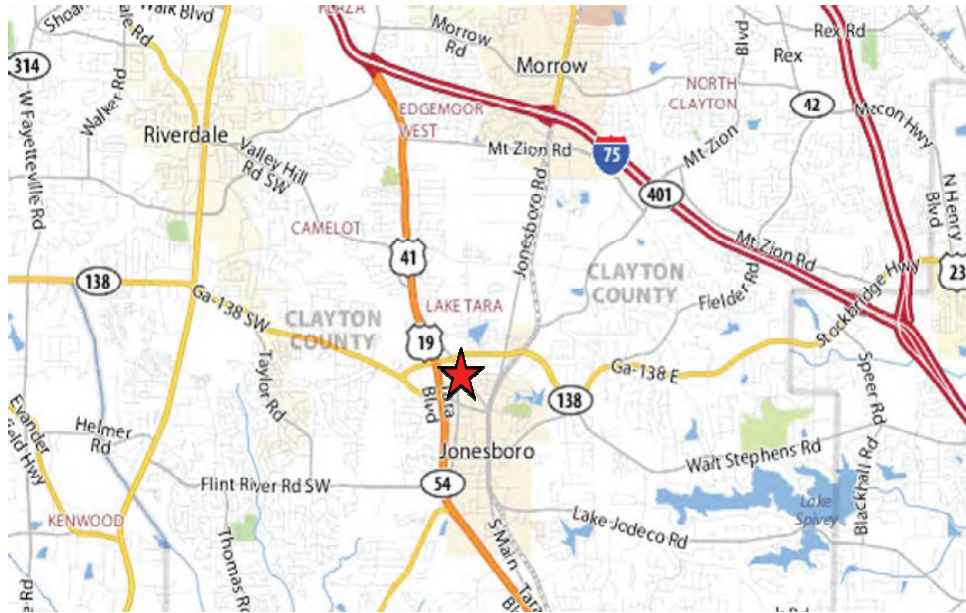 PLAZA
Walk Blvd
Rex Rd
Morrow
Rd
Blvd
Rex
314
Morrow
NORTH
CLAYTON
Walker Rd
42
EDGEMOOR
WEST
Macon Hwy
W Fayetteville Rd
Riverdale
Valley Hill
Rd SW
Mt Zion Rd
75
Mt-Zion
401
N Henry
Blvd
Jonesboro Rd
CAMELOT
41
Mt Zion Rd
138
CLAYTON
COUNTY
23
Ga-138 SW
LAKE TARA
Fielder Rd
Stockbridge Hwy
CLAYTON
COUNTY
19
Taylor Rd
Ga-138 E
Speer Rd
Tara
Blvd
138
Evander
Helmer
Rd
Jonesboro
Walt Stephens Rd
Blackhall Rd
Flint River Rd SW
54
Lake
Spivey
KENWOOD
Lake-Jodeco Rd
S Main
Thomas Rd
Tara